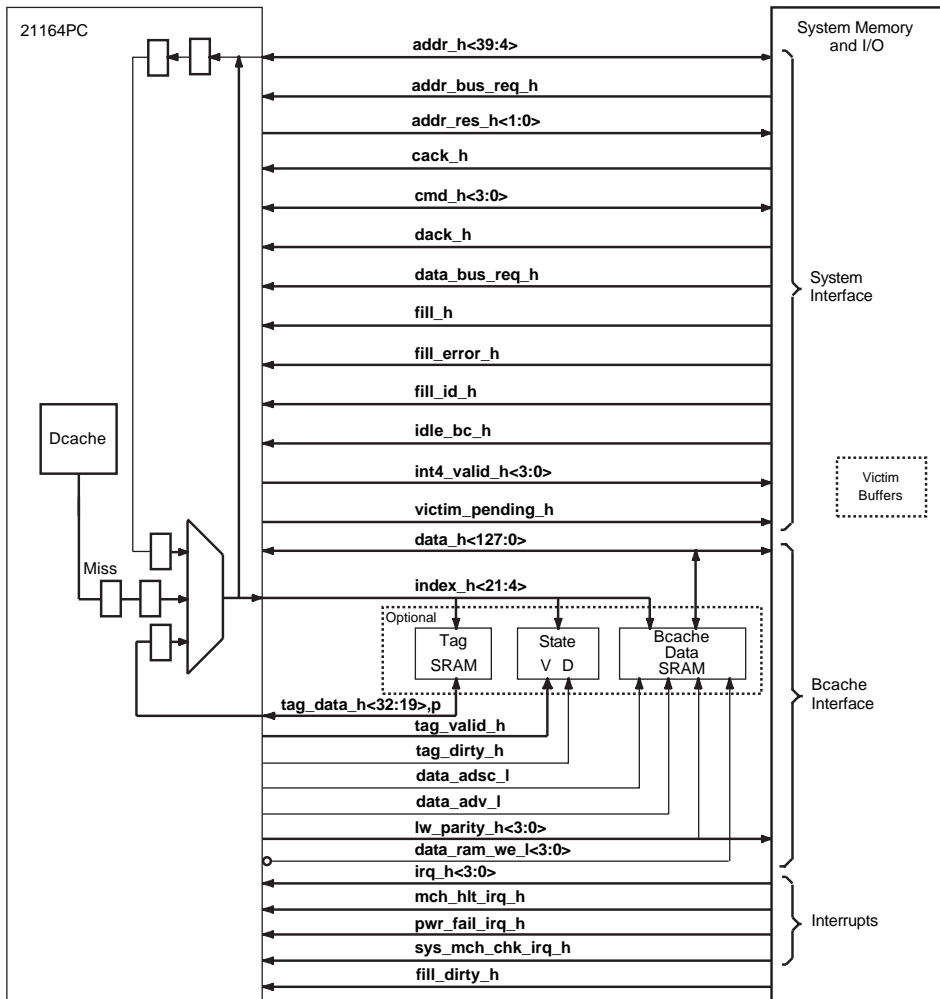 21164PC
System Memory
and I/O
addr_h<39:4>
addr_bus_req_h
addr_res_h<1:0>
cack_h
cmd_h<3:0>
dack_h
data_bus_req_h
System
Interface
fill_h
fill_error_h
fill_id_h
Dcache
idle_bc_h
int4_valid_h<3:0>
Victim
Buffers
victim_pending_h
data_h<127:0>
Miss
index_h<21:4>
Optional
Tag
SRAM
State
V D
Bcache
Data
SRAM
Bcache
Interface
tag_data_h<32:19>,p
tag_valid_h
tag_dirty_h
data_adsc_l
data_adv_l
lw_parity_h<3:0>
data_ram_we_l<3:0>
irq_h<3:0>
mch_hlt_irq_h
Interrupts
pwr_fail_irq_h
sys_mch_chk_irq_h
fill_dirty_h